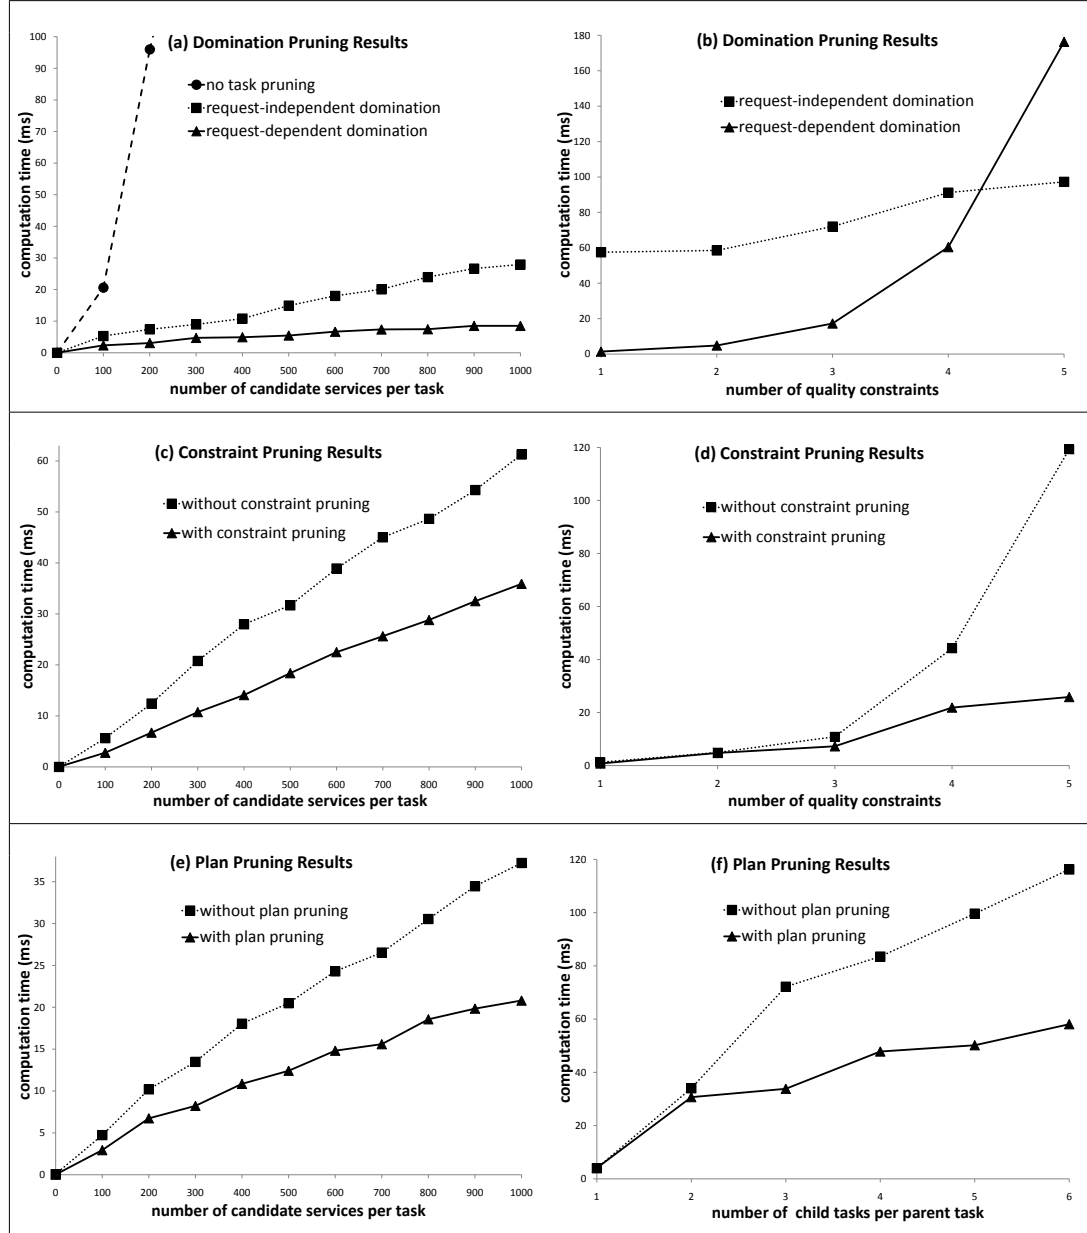 (a) Domination Pruning Results
no task pruning
request-independent domination
request-dependent domination
computation time (ms)
100
90
80
70
60
50
40
30
20
10
0
0 100 200 300 400 500 600 700 800 900 1000
number of candidate services per task
(b) Domination Pruning Results
request-independent domination
request-dependent domination
computation time (ms)
180
160
140
120
100
80
60
40
20
0
1 2 3 4 5
number of quality constraints
(c) Constraint Pruning Results
without constraint pruning
with constraint pruning
computation time (ms)
60
50
40
30
20
10
0
0 100 200 300 400 500 600 700 800 900 1000
number of candidate services per task
(d) Constraint Pruning Results
without constraint pruning
with constraint pruning
computation time (ms)
120
100
80
60
40
20
0
1 2 3 4 5
number of quality constraints
(e) Plan Pruning Results
without plan pruning
with plan pruning
computation time (ms)
35
30
25
20
15
10
5
0
0 100 200 300 400 500 600 700 800 900 1000
number of candidate services per task
(f) Plan Pruning Results
without plan pruning
with plan pruning
computation time (ms)
120
100
80
60
40
20
0
1 2 3 4 5 6
number of child tasks per parent task